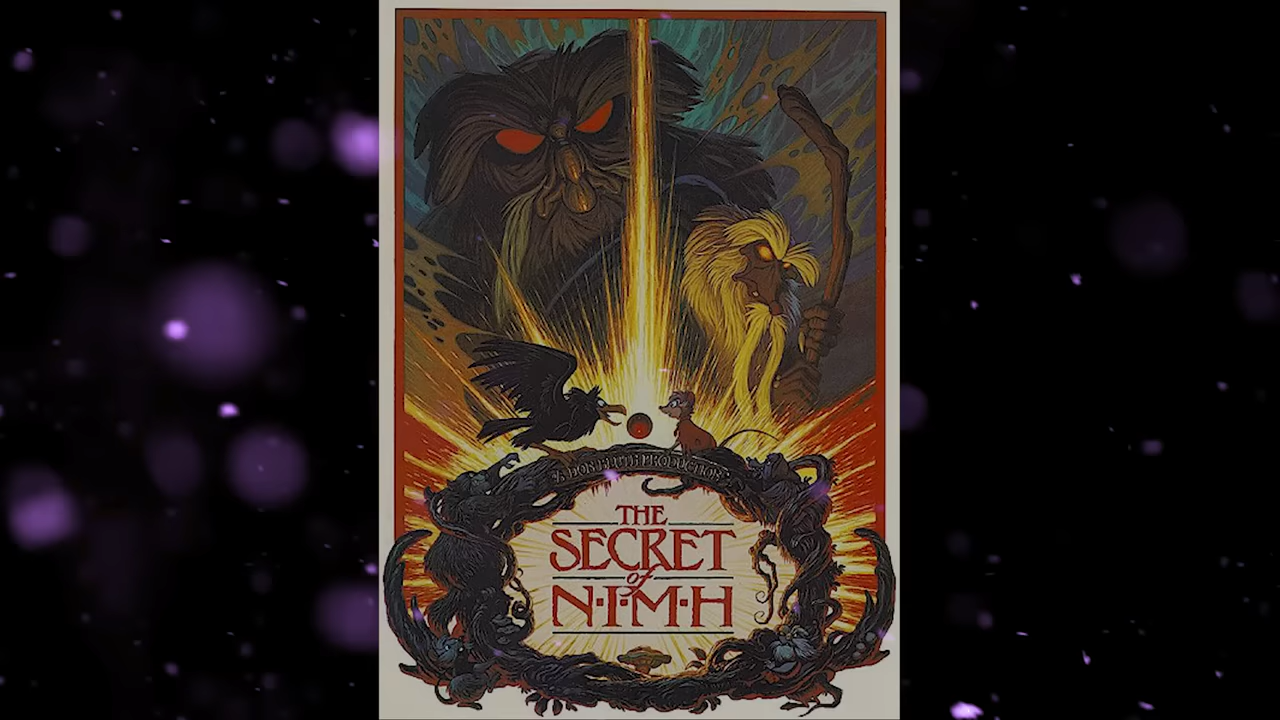 A DON BLUTH PRODUCTION
THE
SECRET
of
N·I·M·H